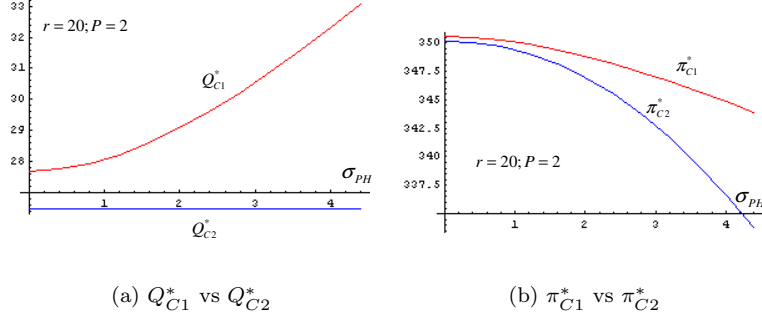 33
r = 20; P = 2
32
31
Q*C1
30
29
28
σPH
1 2 3 4
Q*C2
350
347.5
π*C1
345
π*C2
342.5
340
r = 20; P = 2
337.5
σPH
1 2 3 4
(a) Q*C1 vs Q*C2
(b) π*C1 vs π*C2